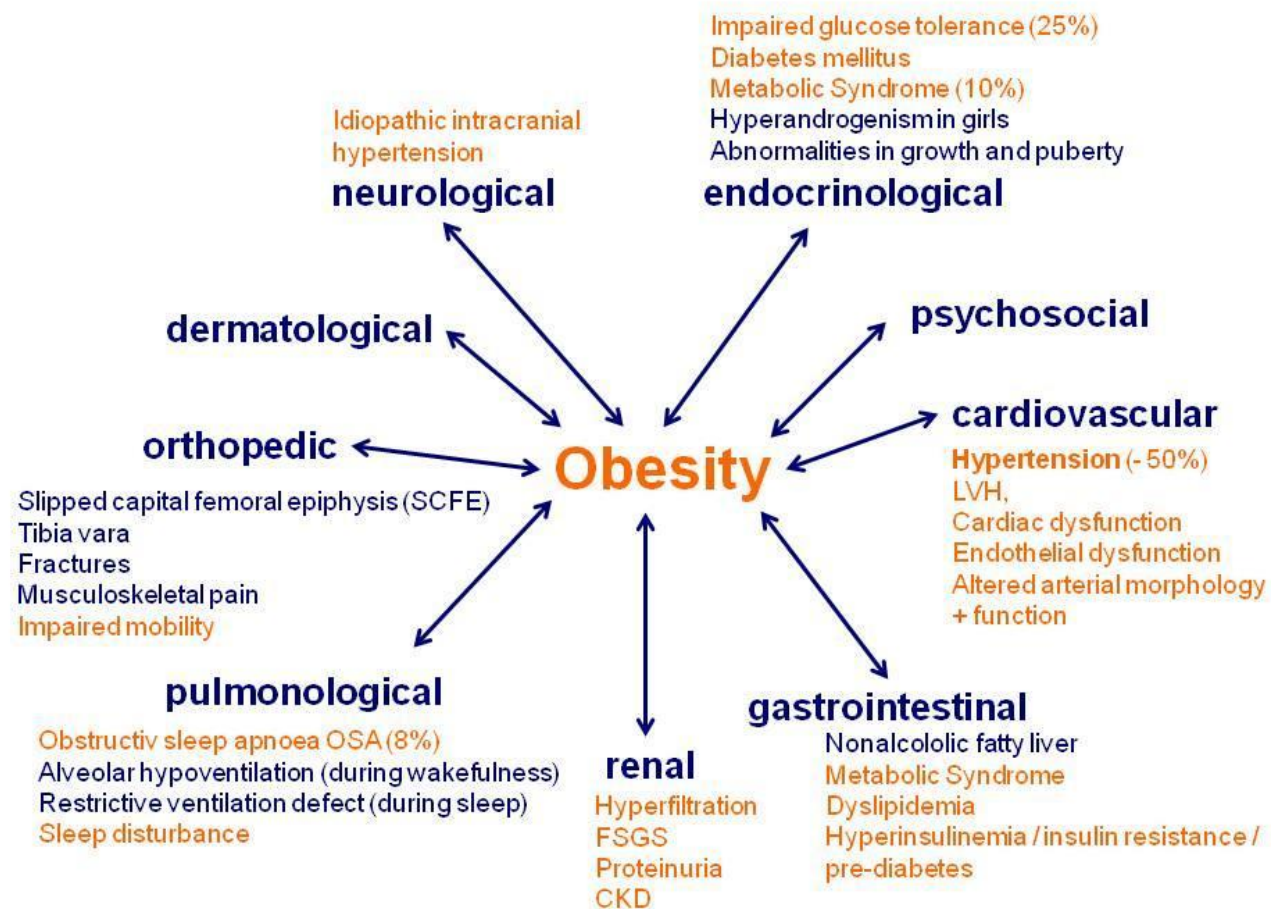 Impaired glucose tolerance (25%)
Diabetes mellitus
Metabolic Syndrome (10%)
Hyperandrogenism in girls
Abnormalities in growth and puberty
endocrinological
Idiopathic intracranial
hypertension
neurological
dermatological
psychosocial
orthopedic
Slipped capital femoral epiphysis (SCFE)
Tibia vara
Fractures
Musculoskeletal pain
Impaired mobility
Obesity
cardiovascular
Hypertension (- 50%)
LVH,
Cardiac dysfunction
Endothelial dysfunction
Altered arterial morphology
+ function
pulmonological
Obstructiv sleep apnoea OSA (8%)
Alveolar hypoventilation (during wakefulness)
Restrictive ventilation defect (during sleep)
Sleep disturbance
renal
Hyperfiltration
FSGS
Proteinuria
CKD
gastrointestinal
Nonalcololic fatty liver
Metabolic Syndrome
Dyslipidemia
Hyperinsulinemia / insulin resistance /
pre-diabetes